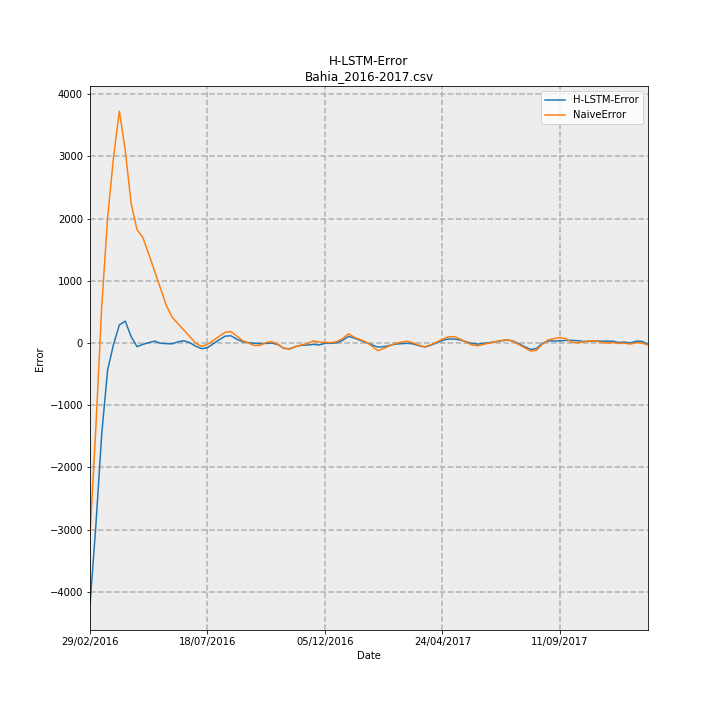 H-LSTM-Error
Bahia_2016-2017.csv
H-LSTM-Error
NaiveError
4000
3000
2000
1000
0
−1000
−2000
−3000
−4000
Error
29/02/2016 18/07/2016 05/12/2016 24/04/2017 11/09/2017
Date